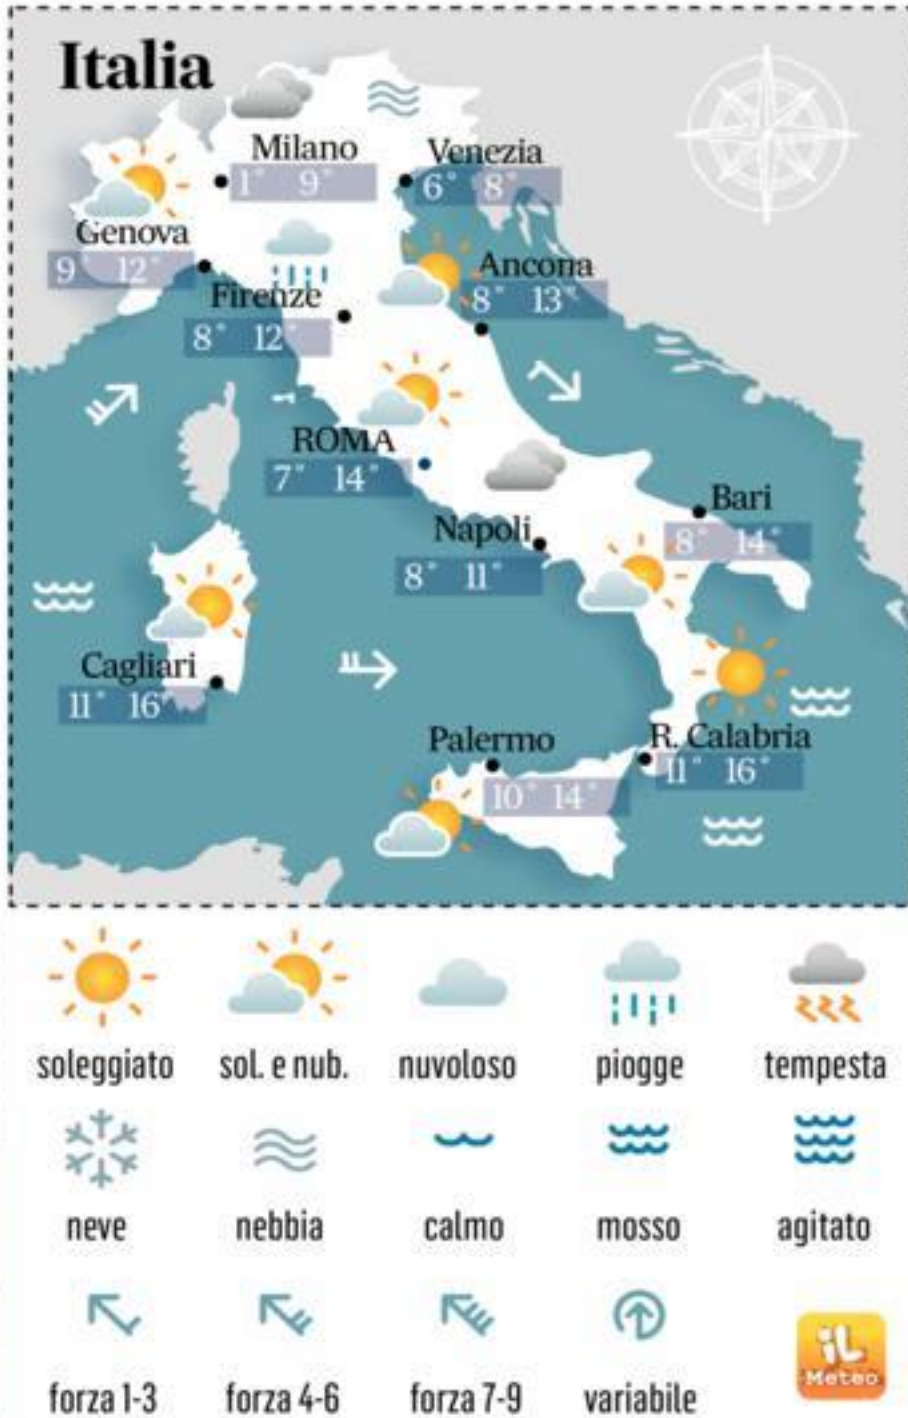 Italia
Milano
1° 9°
Venezia
6° 8°
Genova
9° 12°
Firenze
8° 12°
Ancona
8° 13°
ROMA
7° 14°
Bari
8° 14°
Napoli
8° 11°
Cagliari
11° 16°
Palermo
10° 14°
R. Calabria
11° 16°
soleggiato sol. e nub. nuvoloso piogge tempesta
neve nebbia calmo mosso agitato
forza 1-3 forza 4-6 forza 7-9 variabile
iL
Meteo